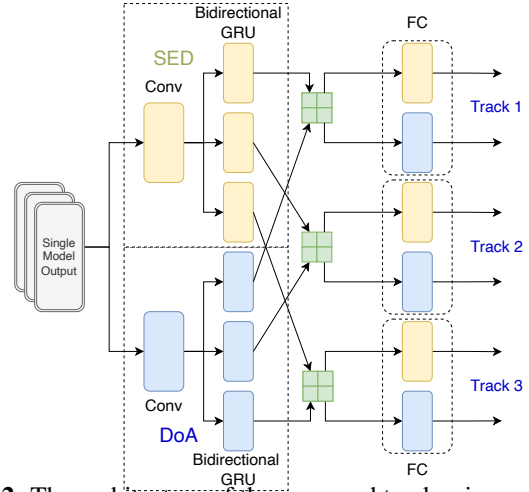 Bidirectional
GRU
FC
SED
Conv
Track 1
Single
Model
Output
Track 2
Track 3
Conv
DoA
Bidirectional
GRU
FC
2.